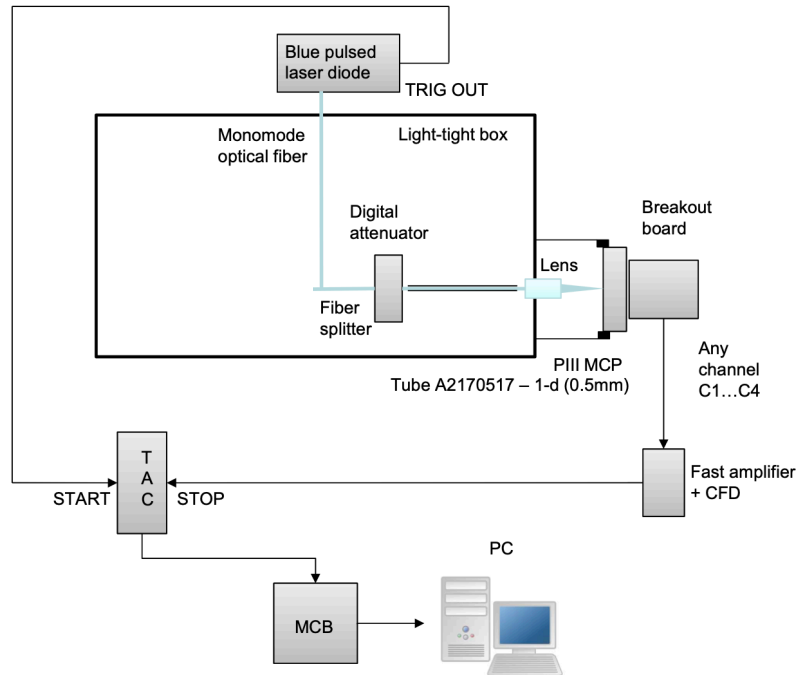 Blue pulsed
laser diode
TRIG OUT
Monomode
optical fiber
Light-tight box
Digital
attenuator
Breakout
board
Lens
Fiber
splitter
PIII MCP
Tube A2170517 – 1-d (0.5mm)
Any
channel
C1...C4
T
A
C
START
STOP
Fast amplifier
+ CFD
PC
MCB